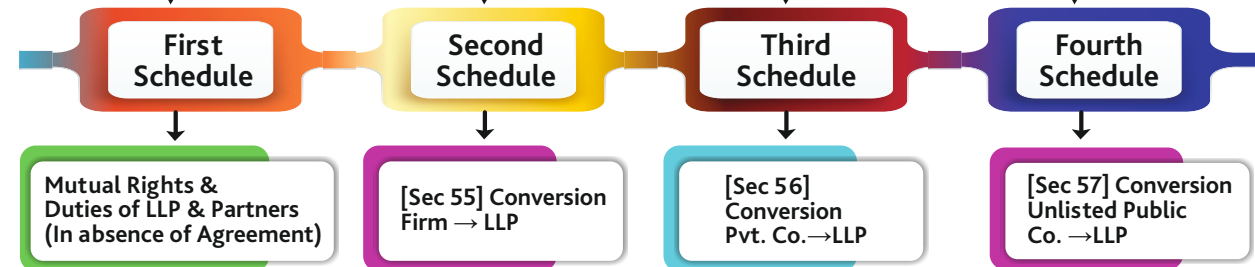 First
Schedule
Second
Schedule
Third
Schedule
Fourth
Schedule
Mutual Rights &
Duties of LLP & Partners
(In absence of Agreement)
[Sec 55] Conversion
Firm → LLP
[Sec 56]
Conversion
Pvt. Co.→LLP
[Sec 57] Conversion
Unlisted Public
Co. →LLP